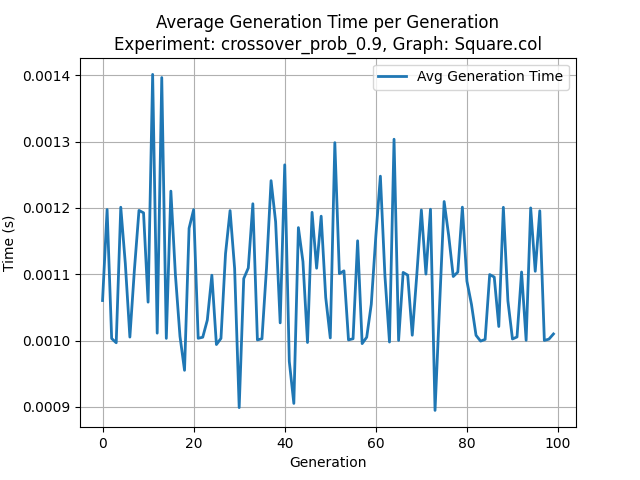 Average Generation Time per Generation
Experiment: crossover_prob_0.9, Graph: Square.col
Avg Generation Time
Time (s)
0.0014
0.0013
0.0012
0.0011
0.0010
0.0009
0 20 40 60 80 100
Generation